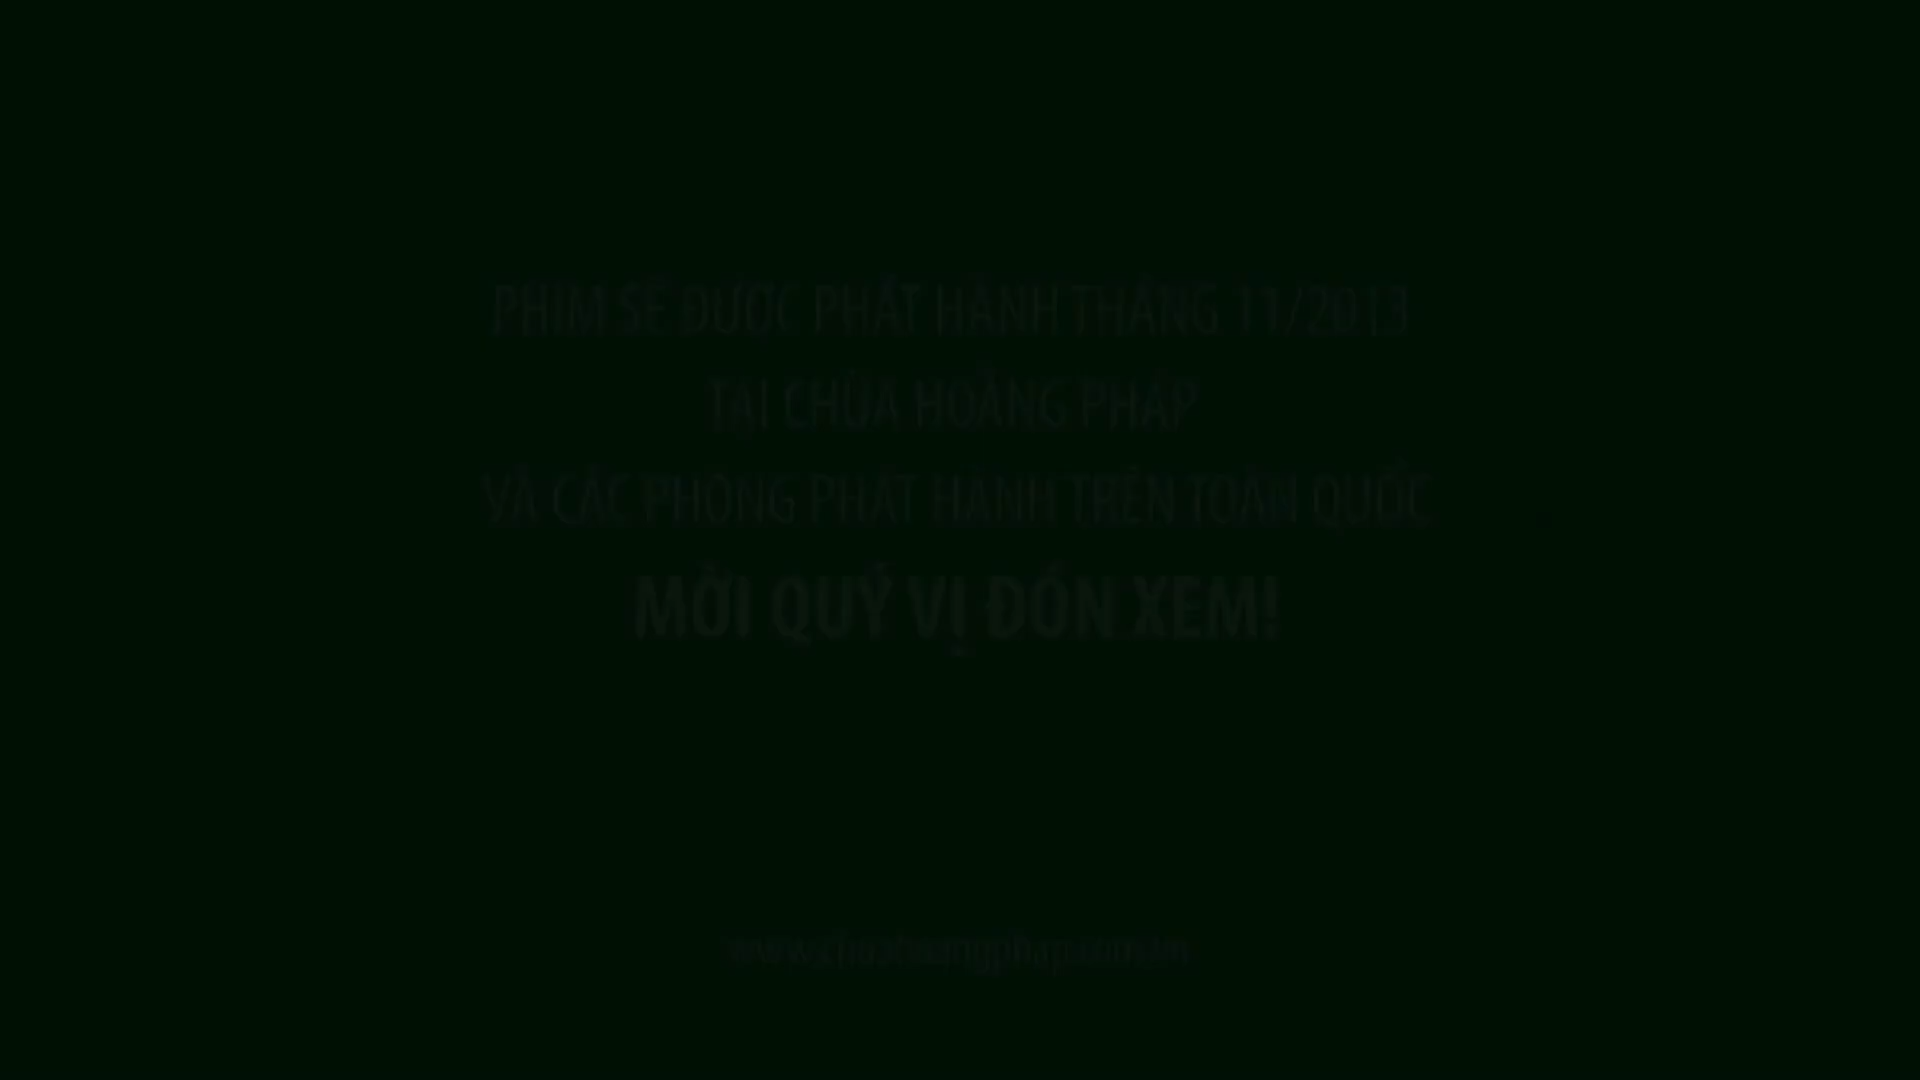 PHIM SẼ ĐƯỢC PHÁT HÀNH THÁNG 11/2013
TẠI CHÙA HOẰNG PHÁP
VÀ CÁC PHÒNG PHÁT HÀNH TRÊN TOÀN QUỐC
MỜI QUÝ VỊ ĐÓN XEM!